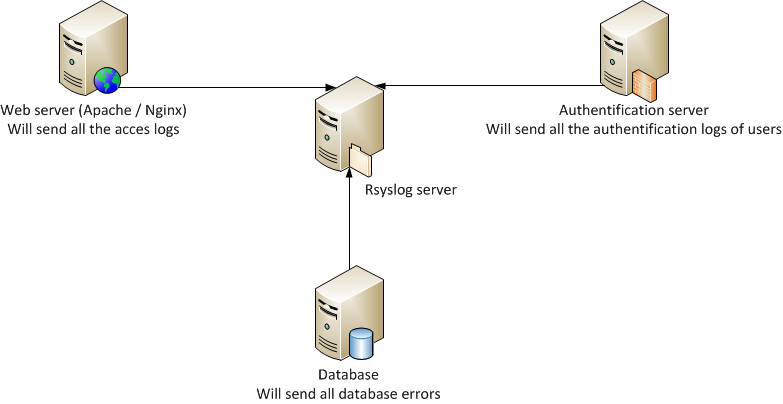 Web server (Apache / Nginx)
Will send all the acces logs
Authentification server
Will send all the authentification logs of users
Rsyslog server
Database
Will send all database errors